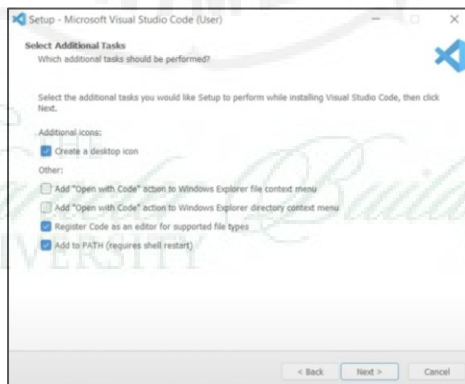 Setup - Microsoft Visual Studio Code (User)
Select Additional Tasks
Which additional tasks should be performed?
Select the additional tasks you would like Setup to perform while installing Visual Studio Code, then click
Next.
Additional icons:
Create a desktop icon
Other:
Add "Open with Code" action to Windows Explorer file context menu
Add "Open with Code" action to Windows Explorer directory context menu
Register Code as an editor for supported file types
Add to PATH (requires shell restart)
< Back
Next >
Cancel